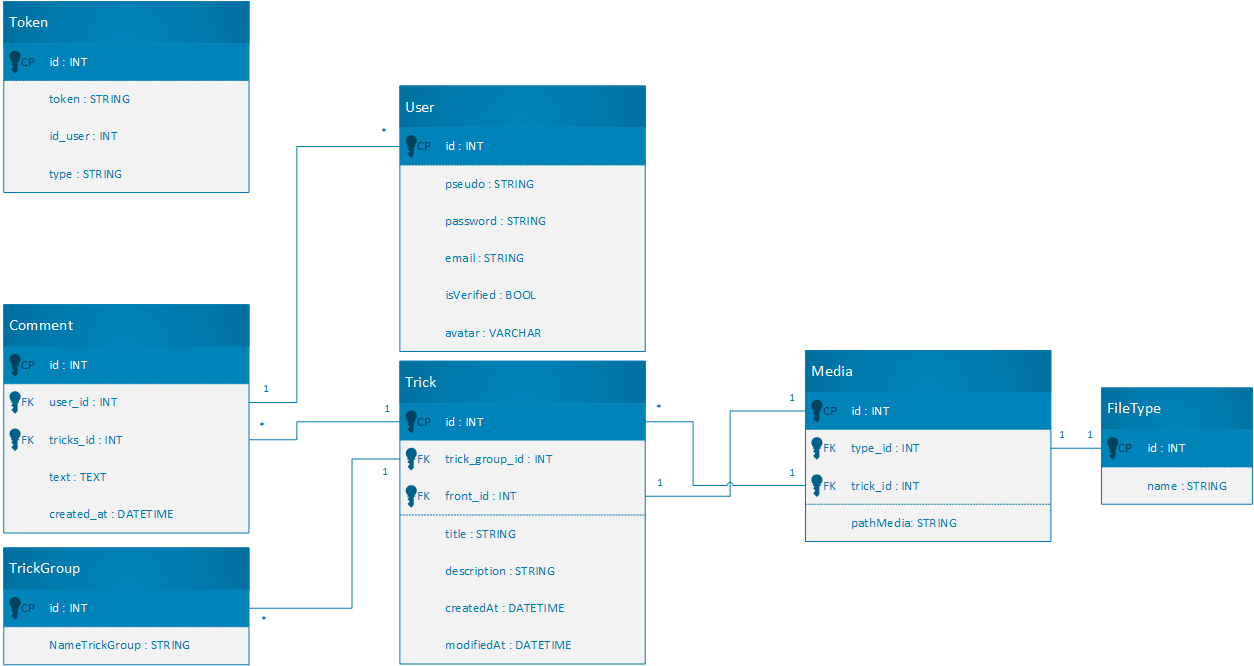 Token
CP id : INT
token : STRING
id_user : INT
type : STRING
User
*
CP id : INT
pseudo : STRING
password : STRING
email : STRING
isVerified : BOOL
avatar : VARCHAR
Comment
CP id : INT
FK user_id : INT
1
FK tricks_id : INT
*
text : TEXT
created_at : DATETIME
Trick
1
CP id : INT
*
FK trick_group_id : INT
1
FK front_id : INT
1
title : STRING
description : STRING
createdAt : DATETIME
modifiedAt : DATETIME
Media
1
CP id : INT
FK type_id : INT
1
FK trick_id : INT
1
pathMedia: STRING
FileType
1
CP id : INT
name : STRING
TrickGroup
CP id : INT
*
NameTrickGroup : STRING